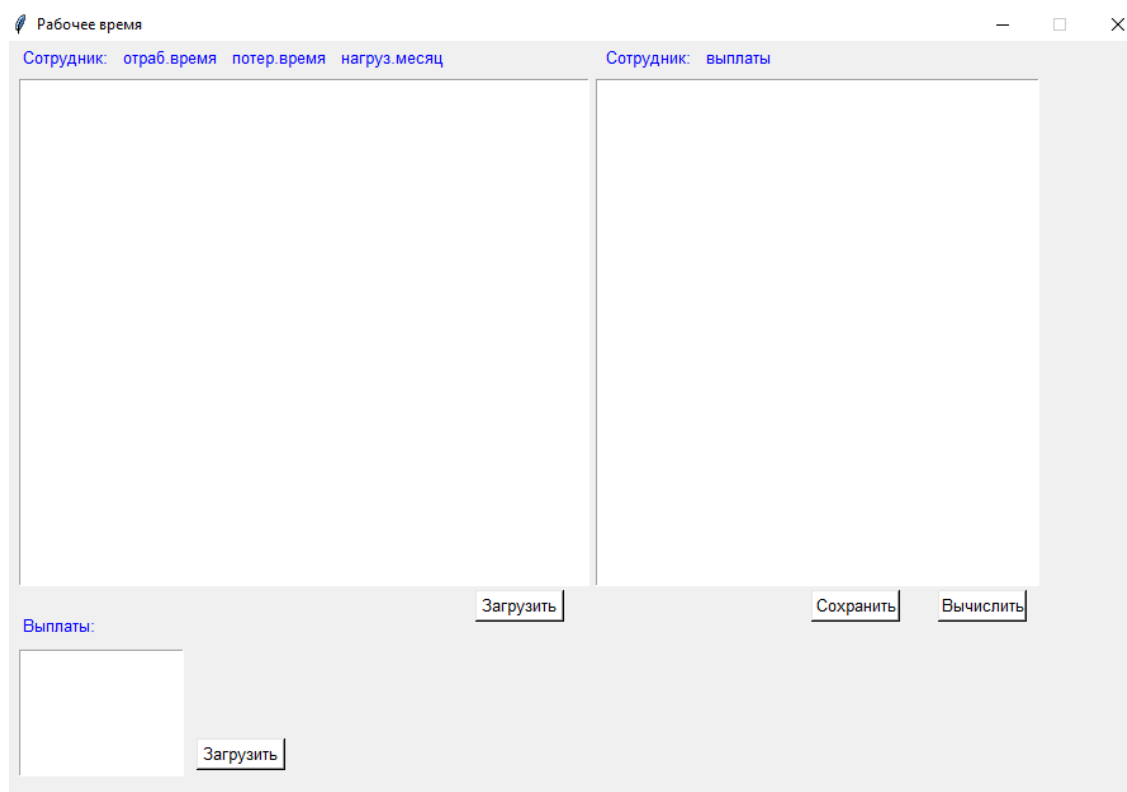 Рабочее время
Сотрудник: отраб.время потер.время нагруз.месяц
Сотрудник: выплаты
Загрузить
Сохранить
Вычислить
Выплаты:
Загрузить